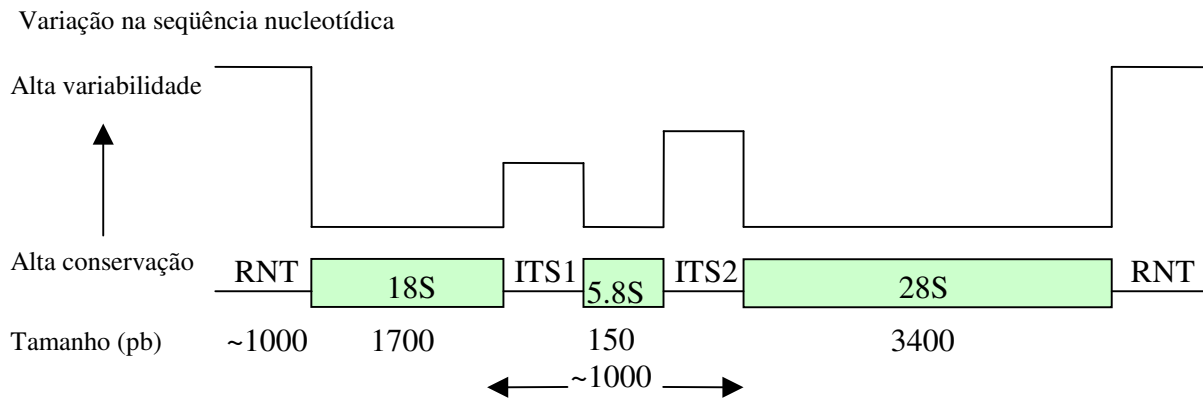 Variação na seqüência nucleotídica
Alta variabilidade
Alta conservação
RNT 18S ITS1 5.8S ITS2 28S RNT
Tamanho (pb) ~1000 1700 150 3400
~1000